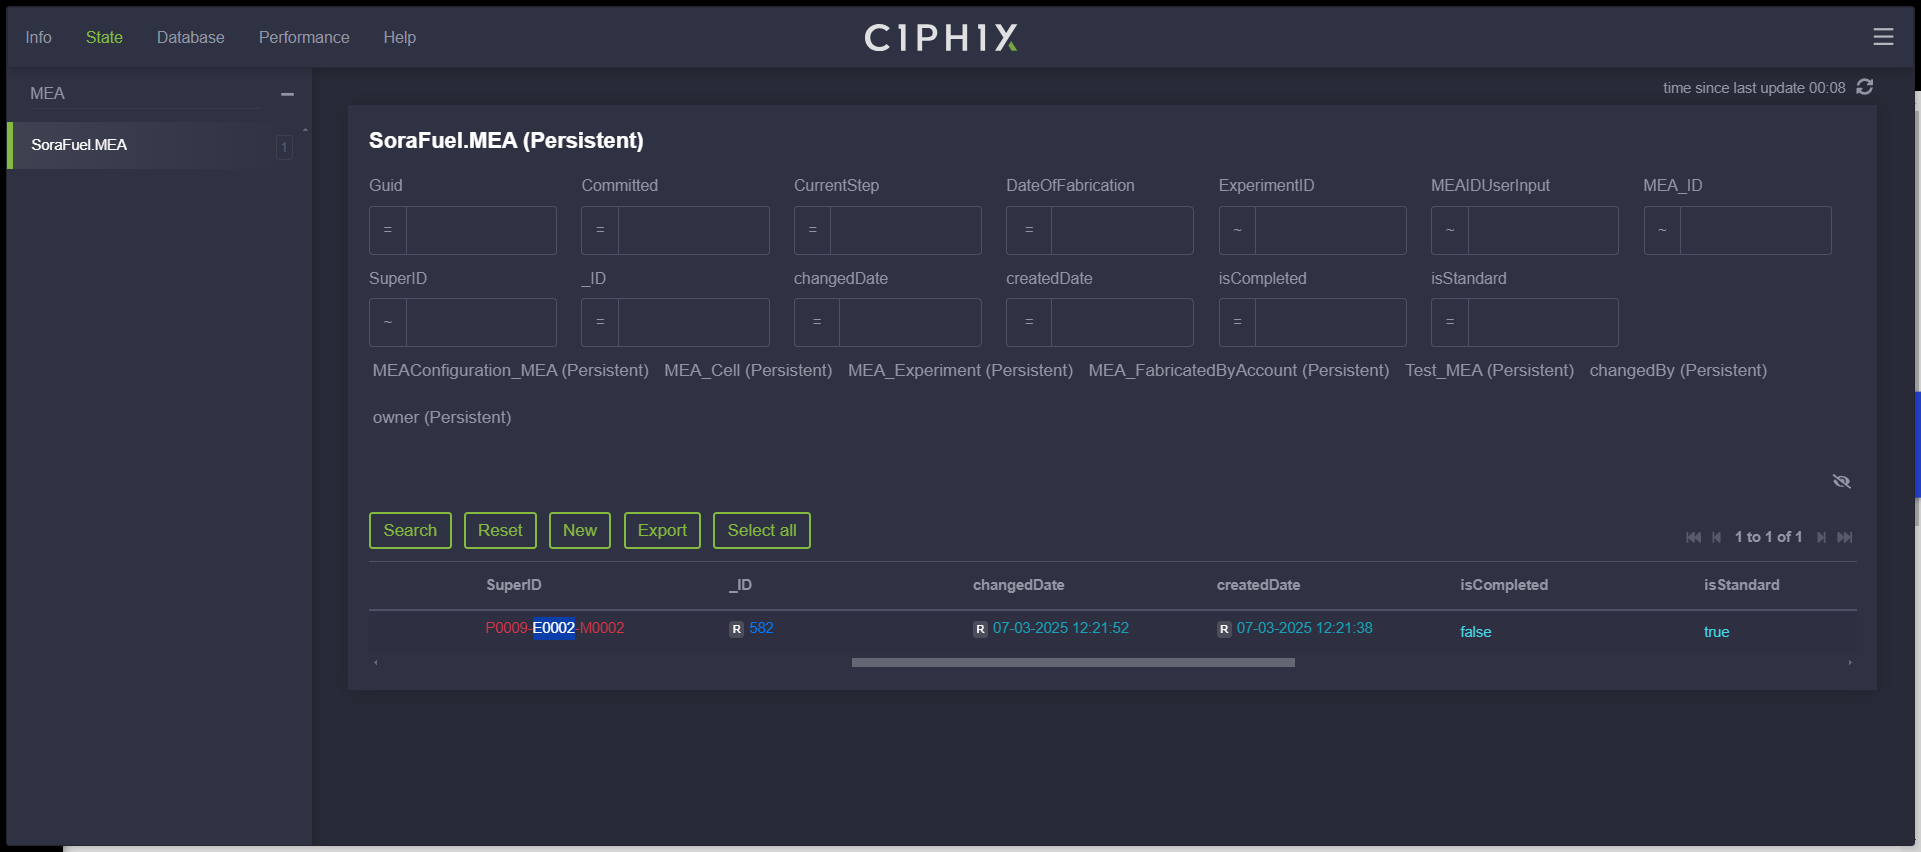 Info State Database Performance Help C1PH1X
MEA
time since last update 00:08
SoraFuel.MEA 1
SoraFuel.MEA (Persistent)
Guid Committed CurrentStep DateOfFabrication ExperimentID MEAIDUserInput MEA_ID
= = = = ~ ~ ~
SuperID _ID changedDate createdDate isCompleted isStandard
~ = = = = =
MEAConfiguration_MEA (Persistent) MEA_Cell (Persistent) MEA_Experiment (Persistent) MEA_FabricatedByAccount (Persistent) Test_MEA (Persistent) changedBy (Persistent)
owner (Persistent)
Search Reset New Export Select all
1 to 1 of 1
SuperID _ID changedDate createdDate isCompleted isStandard
P0009-E0002-M0002 R 582 R 07-03-2025 12:21:52 R 07-03-2025 12:21:38 false true